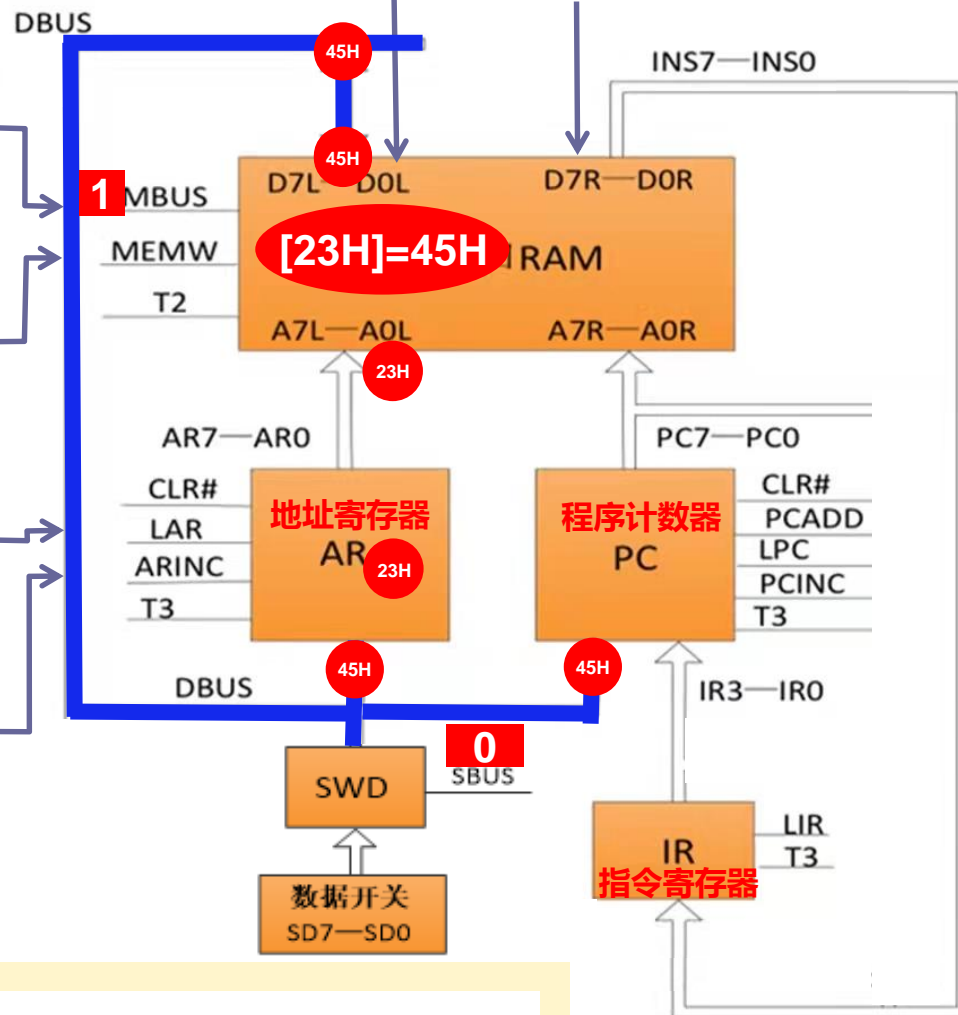 DBUS
45H
INS7—INS0
45H
D7L—D0L
D7R—D0R
1
MBUS
MEMW
[23H]=45H
RAM
T2
A7L—A0L
A7R—A0R
23H
AR7—AR0
PC7—PC0
CLR#
LAR
ARINC
T3
地址寄存器
AR
23H
程序计数器
PC
CLR#
PCADD
LPC
PCINC
T3
45H
45H
DBUS
IR3—IR0
0
SBUS
SWD
IR
指令寄存器
LIR
T3
数据开关
SD7—SD0